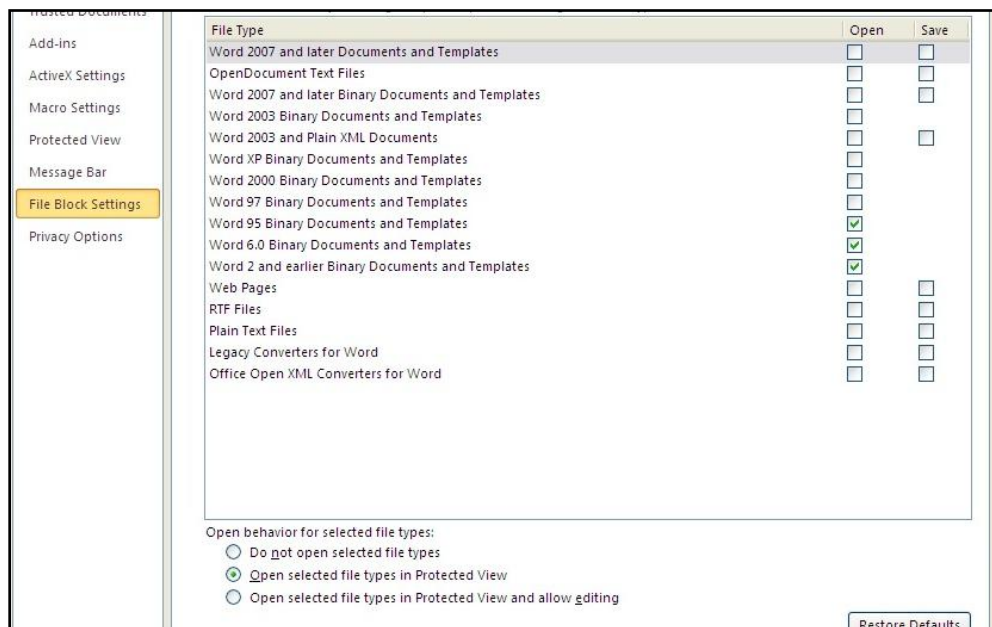 Trusted Documents
Add-ins
ActiveX Settings
Macro Settings
Protected View
Message Bar
File Block Settings
Privacy Options
File Type Open Save
Word 2007 and later Documents and Templates
OpenDocument Text Files
Word 2007 and later Binary Documents and Templates
Word 2003 Binary Documents and Templates
Word 2003 and Plain XML Documents
Word XP Binary Documents and Templates
Word 2000 Binary Documents and Templates
Word 97 Binary Documents and Templates
Word 95 Binary Documents and Templates
Word 6.0 Binary Documents and Templates
Word 2 and earlier Binary Documents and Templates
Web Pages
RTF Files
Plain Text Files
Legacy Converters for Word
Office Open XML Converters for Word
Open behavior for selected file types:
Do not open selected file types
Open selected file types in Protected View
Open selected file types in Protected View and allow editing
Restore Defaults